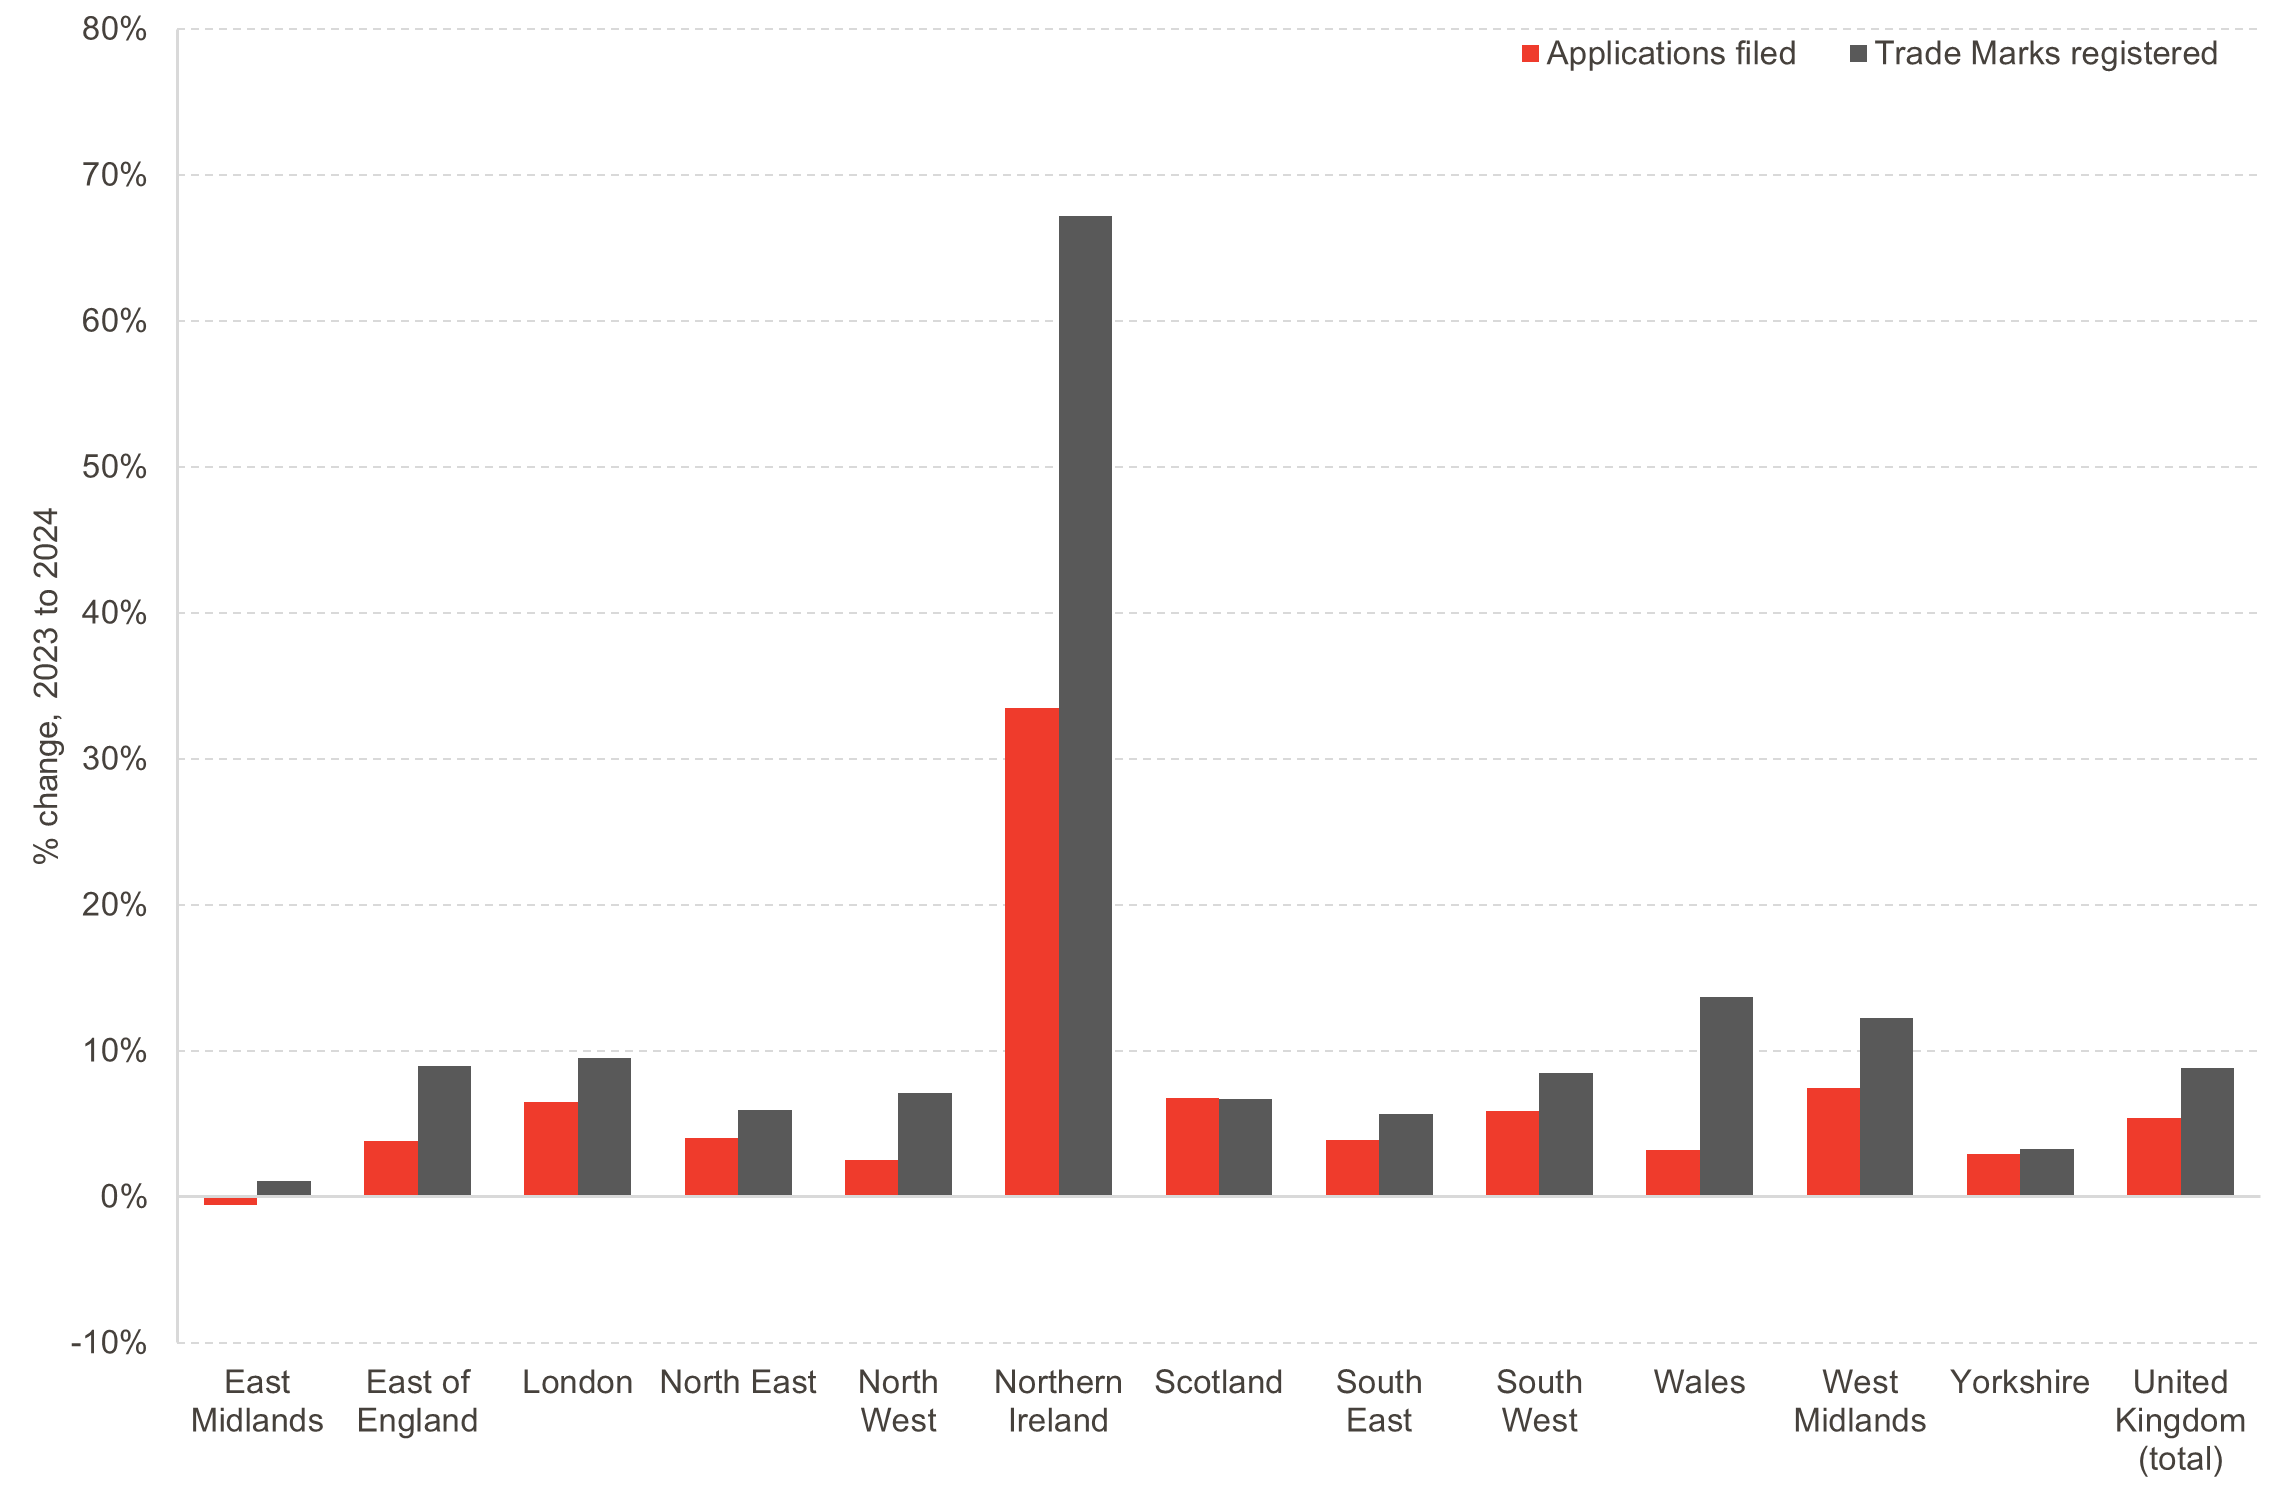 80%
Applications filed
Trade Marks registered
70%
60%
50%
40%
30%
20%
10%
0%
-10%
% change, 2023 to 2024
East
Midlands
East of
England
London
North East
North
West
Northern
Ireland
Scotland
South
East
South
West
Wales
West
Midlands
Yorkshire
United
Kingdom
(total)